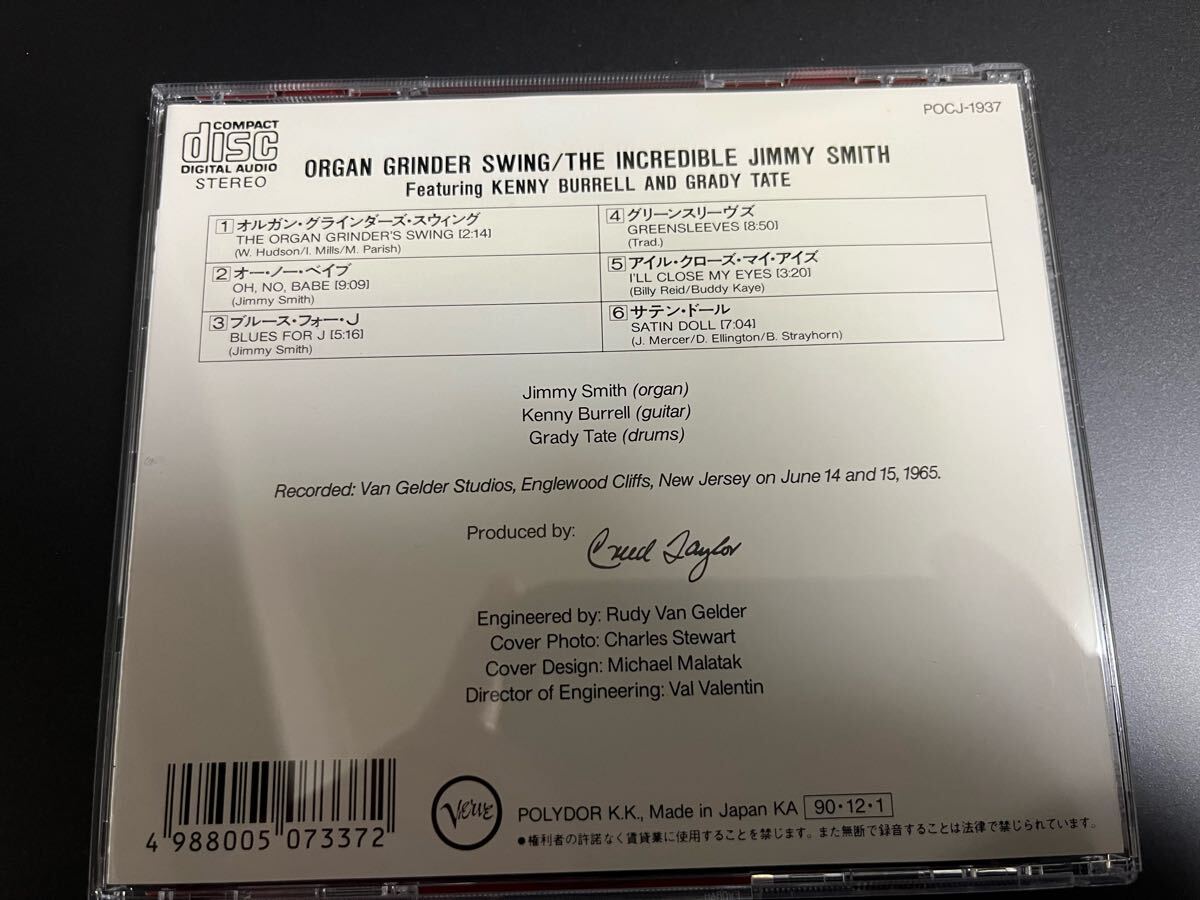 POCJ-1937
COMPACT
disc
DIGITAL AUDIO
STEREO
ORGAN GRINDER SWING/THE INCREDIBLE JIMMY SMITH
Featuring KENNY BURRELL AND GRADY TATE
1 オルガン・グラインダーズ・スウィング
THE ORGAN GRINDER'S SWING [2:14]
(W. Hudson/I. Mills/M. Parish)
2 オー・ノー・ベイブ
OH, NO, BABE [9:09]
(Jimmy Smith)
3 ブルース・フォー・J
BLUES FOR J [5:16]
(Jimmy Smith)
4 グリーンスリーヴズ
GREENSLEEVES [8:50]
(Trad.)
5 アイル・クローズ・マイ・アイズ
I'LL CLOSE MY EYES [3:20]
(Billy Reid/Buddy Kaye)
6 サテン・ドール
SATIN DOLL [7:04]
(J. Mercer/D. Ellington/B. Strayhorn)
Jimmy Smith (organ)
Kenny Burrell (guitar)
Grady Tate (drums)
Recorded: Van Gelder Studios, Englewood Cliffs, New Jersey on June 14 and 15, 1965.
Produced by: Creed Taylor
Engineered by: Rudy Van Gelder
Cover Photo: Charles Stewart
Cover Design: Michael Malatak
Director of Engineering: Val Valentin
4 988005 073372
Verve
POLYDOR K.K., Made in Japan KA 90・12・1
●権利者の許諾なく賃貸業に使用することを禁じます。また無断で録音することは法律で禁じられています。